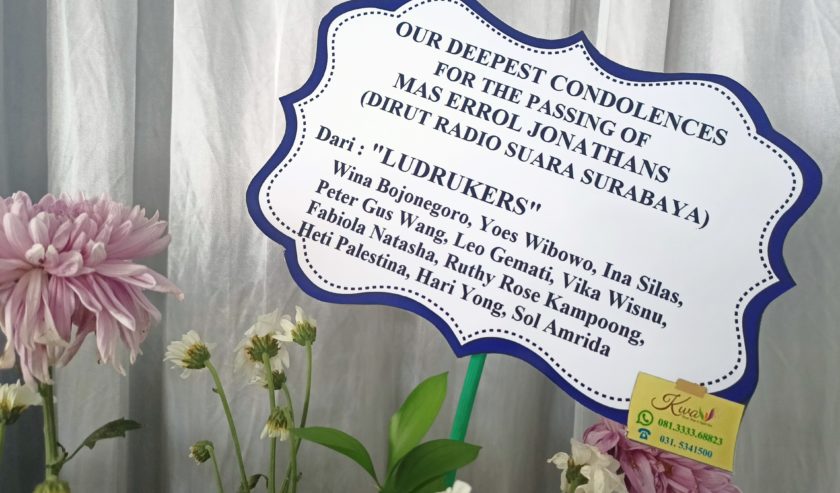 OUR DEEPEST CONDOLENCES
FOR THE PASSING OF
MAS ERROL JONATHANS
(DIRUT RADIO SUARA SURABAYA)
Dari : "LUDRUKERS"
Wina Bojonegoro, Yoes Wibowo, Ina Silas,
Peter Gus Wang, Leo Gemati, Vika Wisnu,
Fabiola Natasha, Ruthy Rose Kampoong,
Heti Palestina, Hari Yong, Sol Amrida
Kwa
081.3333.68823
031. 5341500